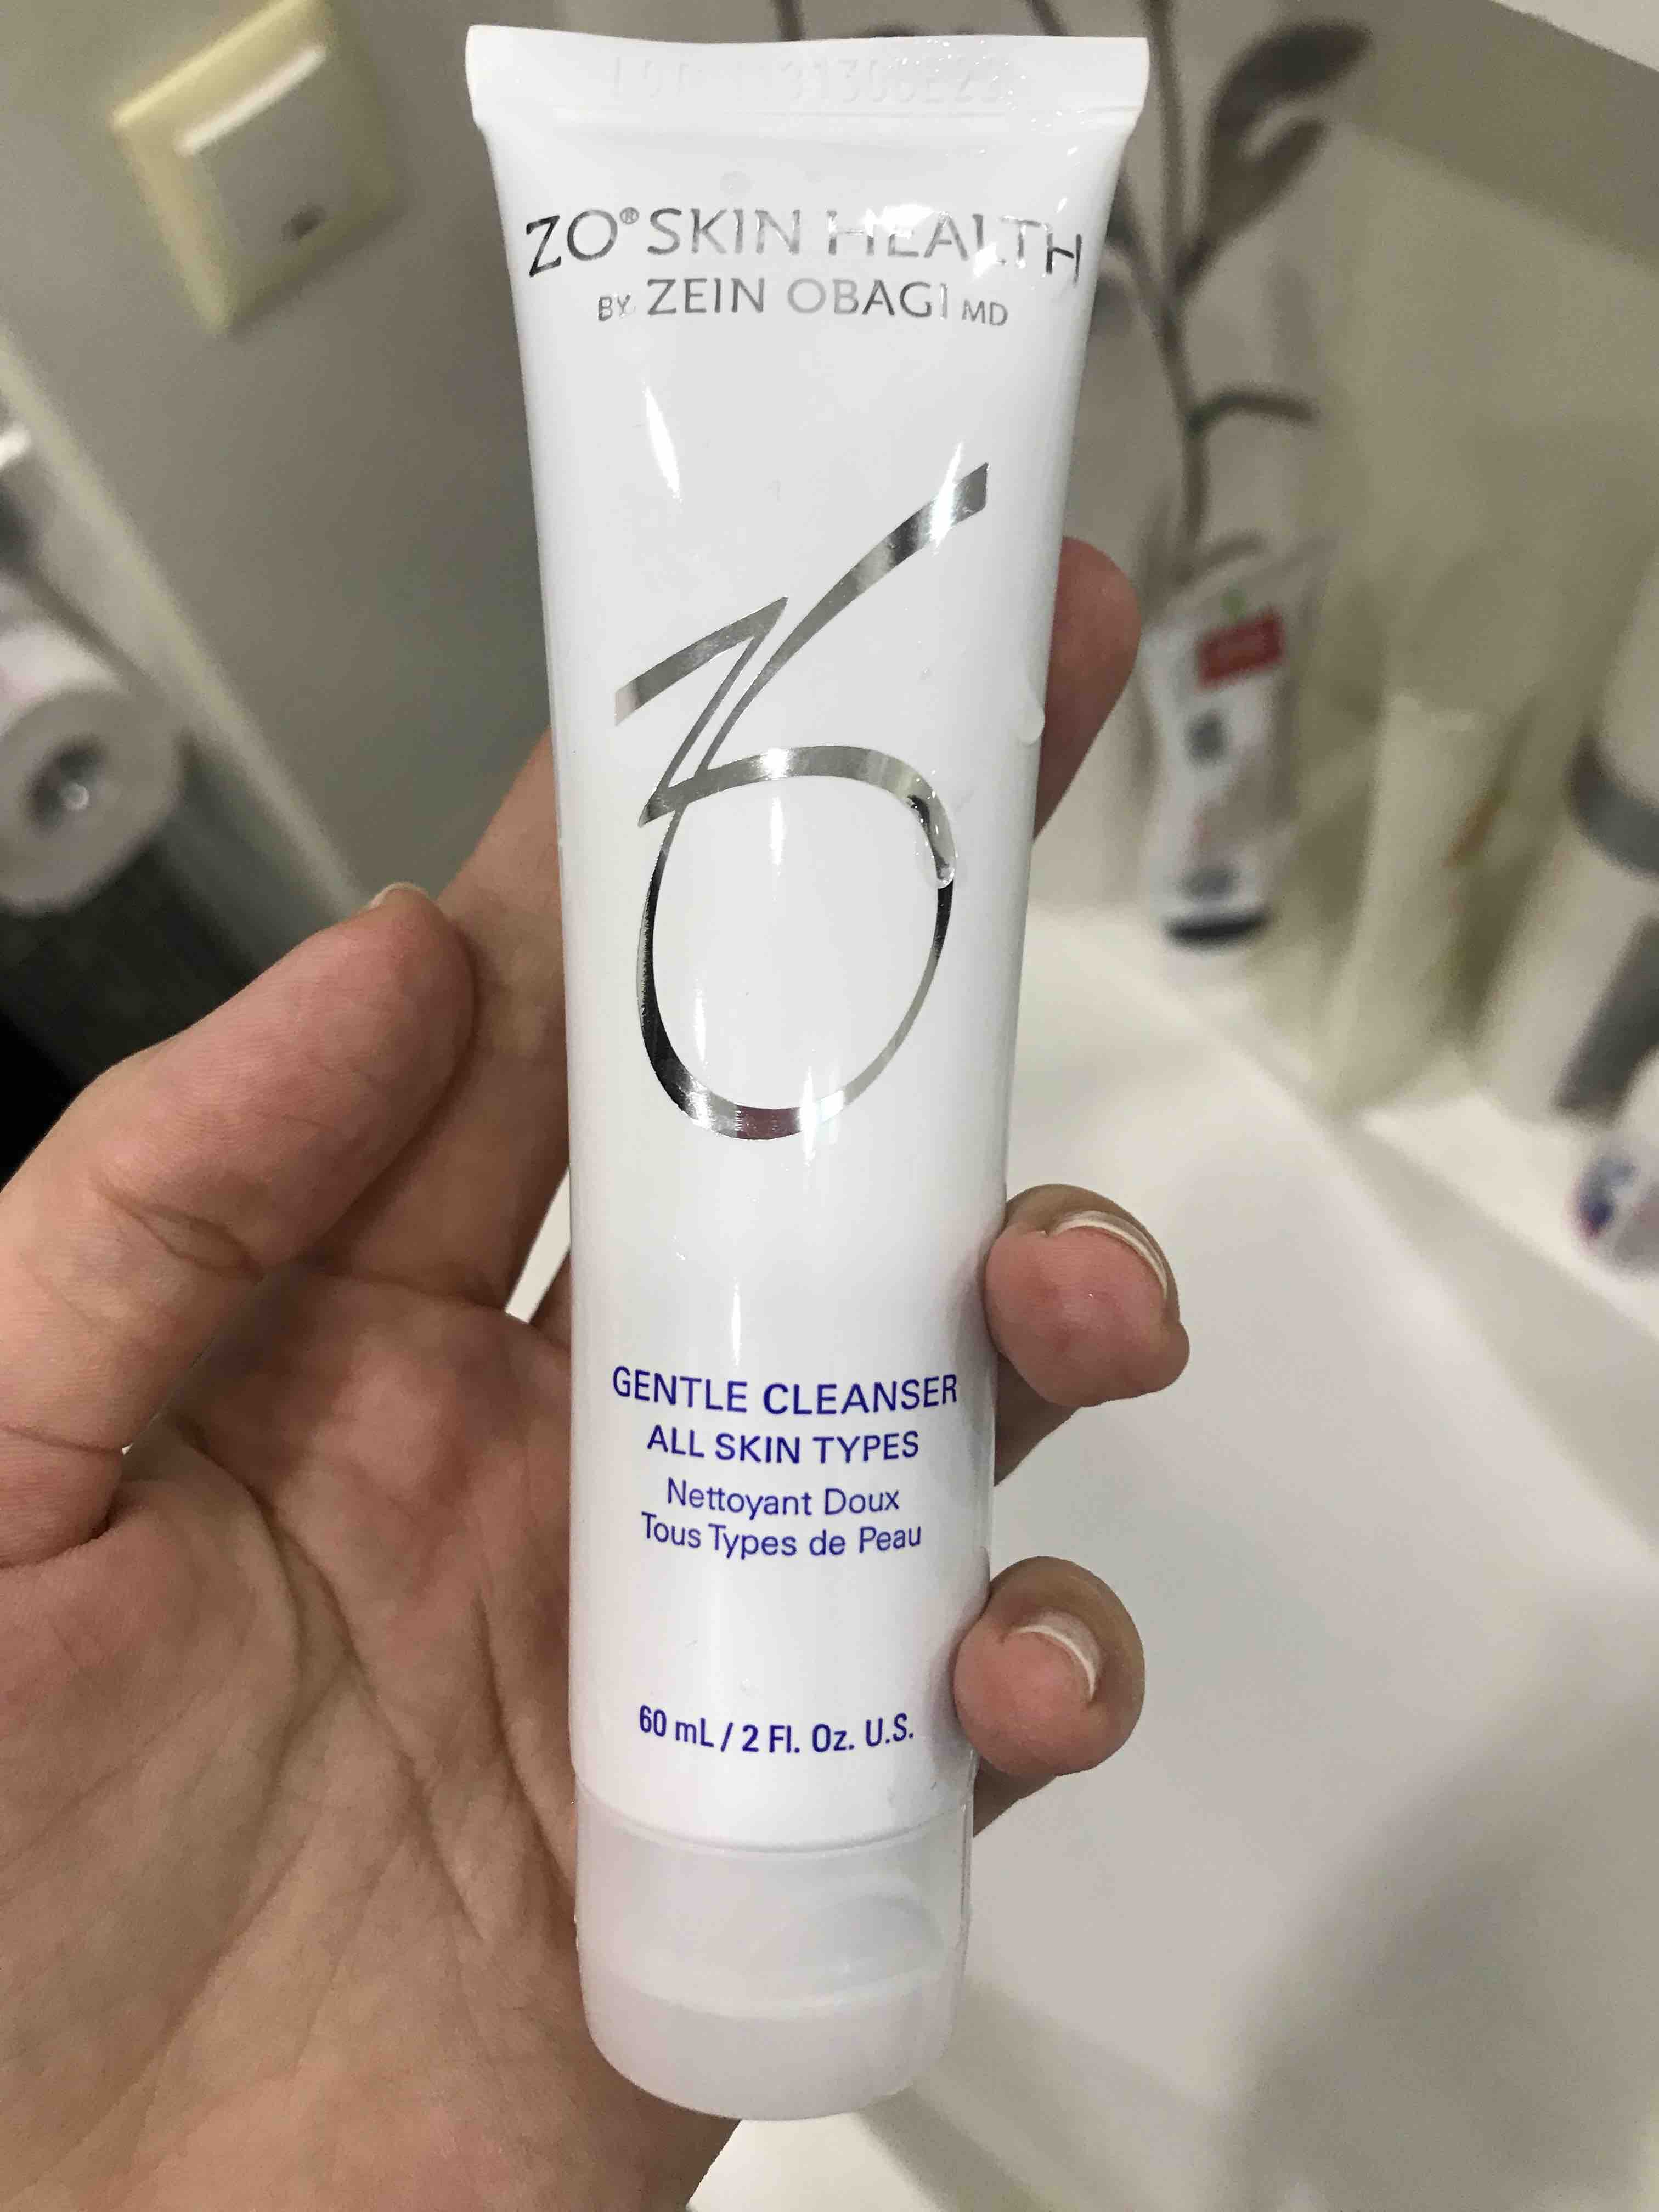 ZO® SKIN HEALTH
BY ZEIN OBAGI MD
ZO
GENTLE CLEANSER
ALL SKIN TYPES
Nettoyant Doux
Tous Types de Peau
60 mL / 2 Fl. Oz. U.S.